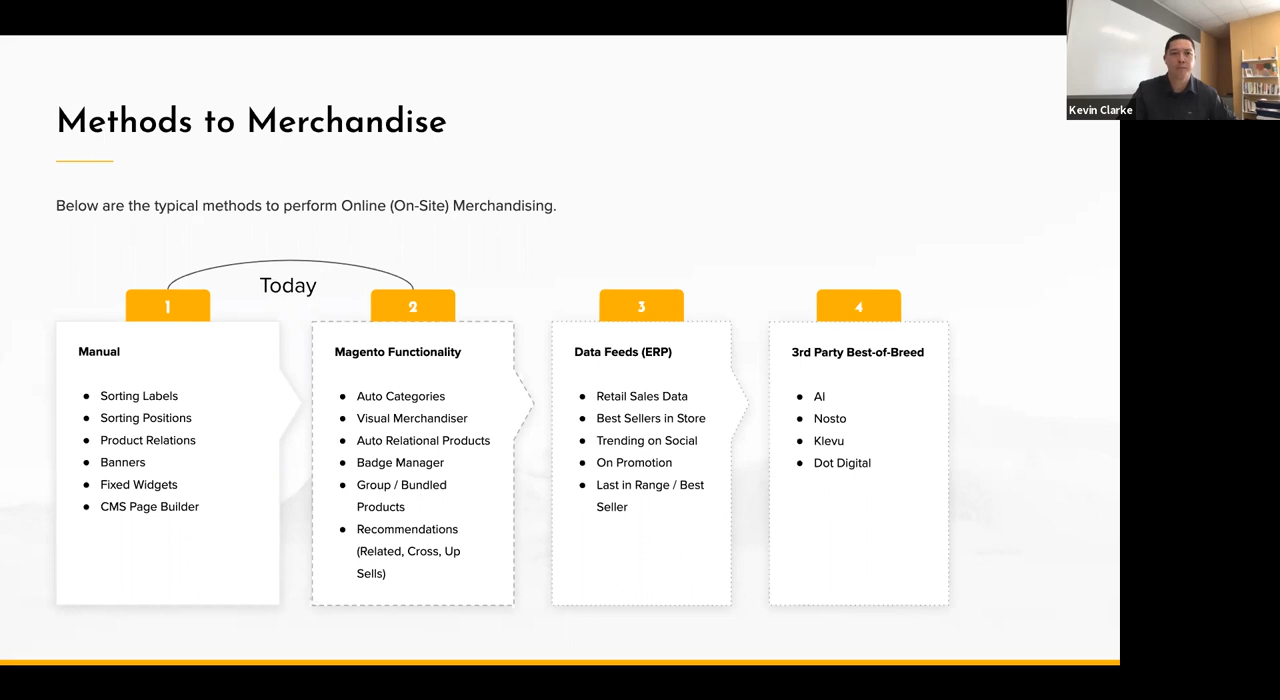 Kevin Clarke
Methods to Merchandise
Below are the typical methods to perform Online (On-Site) Merchandising.
Today
1
Manual
Sorting Labels
Sorting Positions
Product Relations
Banners
Fixed Widgets
CMS Page Builder
2
Magento Functionality
Auto Categories
Visual Merchandiser
Auto Relational Products
Badge Manager
Group / Bundled
Products
Recommendations
(Related, Cross, Up
Sells)
3
Data Feeds (ERP)
Retail Sales Data
Best Sellers in Store
Trending on Social
On Promotion
Last in Range / Best
Seller
4
3rd Party Best-of-Breed
AI
Nosto
Klevu
Dot Digital